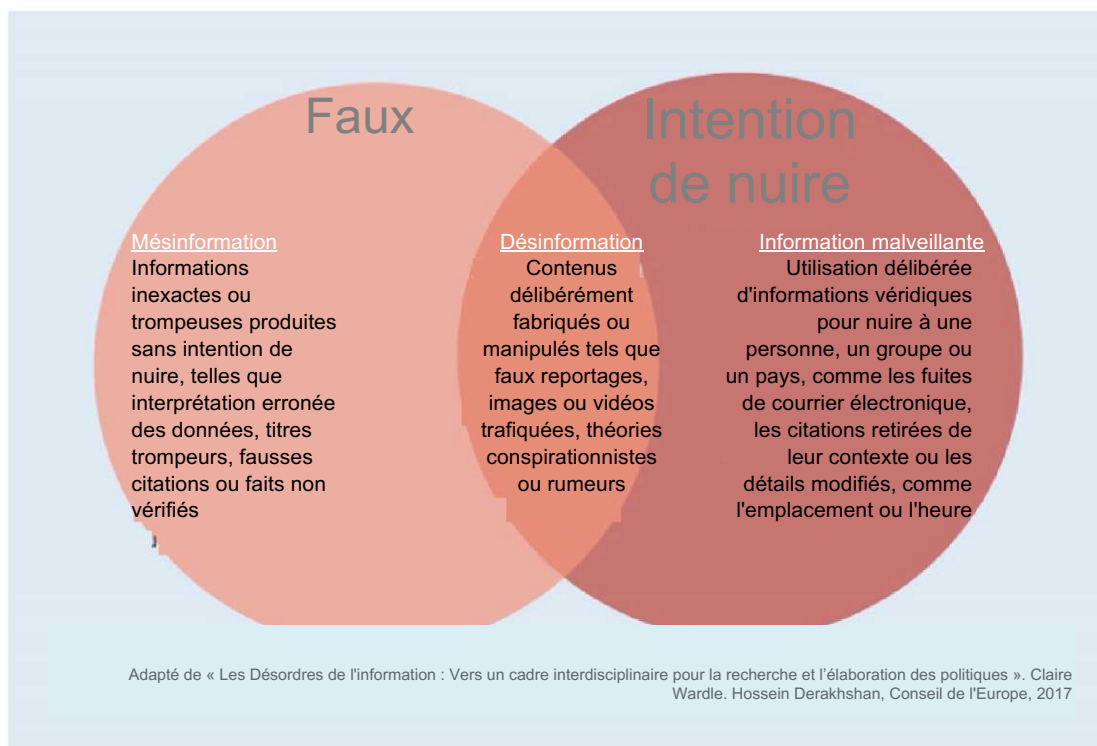 Faux
Intention
de nuire
Mésinformation
Informations
inexactes ou
trompeuses produites
sans intention de
nuire, telles que
interprétation erronée
des données, titres
trompeurs, fausses
citations ou faits non
vérifiés
Désinformation
Contenus
délibérément
fabriqués ou
manipulés tels que
faux reportages,
images ou vidéos
trafiquées, théories
conspirationnistes
ou rumeurs
Information malveillante
Utilisation délibérée
d'informations véridiques
pour nuire à une
personne, un groupe ou
un pays, comme les fuites
de courrier électronique,
les citations retirées de
leur contexte ou les
détails modifiés, comme
l'emplacement ou l'heure
Adapté de « Les Désordres de l'information : Vers un cadre interdisciplinaire pour la recherche et l’élaboration des politiques ». Claire
Wardle. Hossein Derakhshan, Conseil de l'Europe, 2017